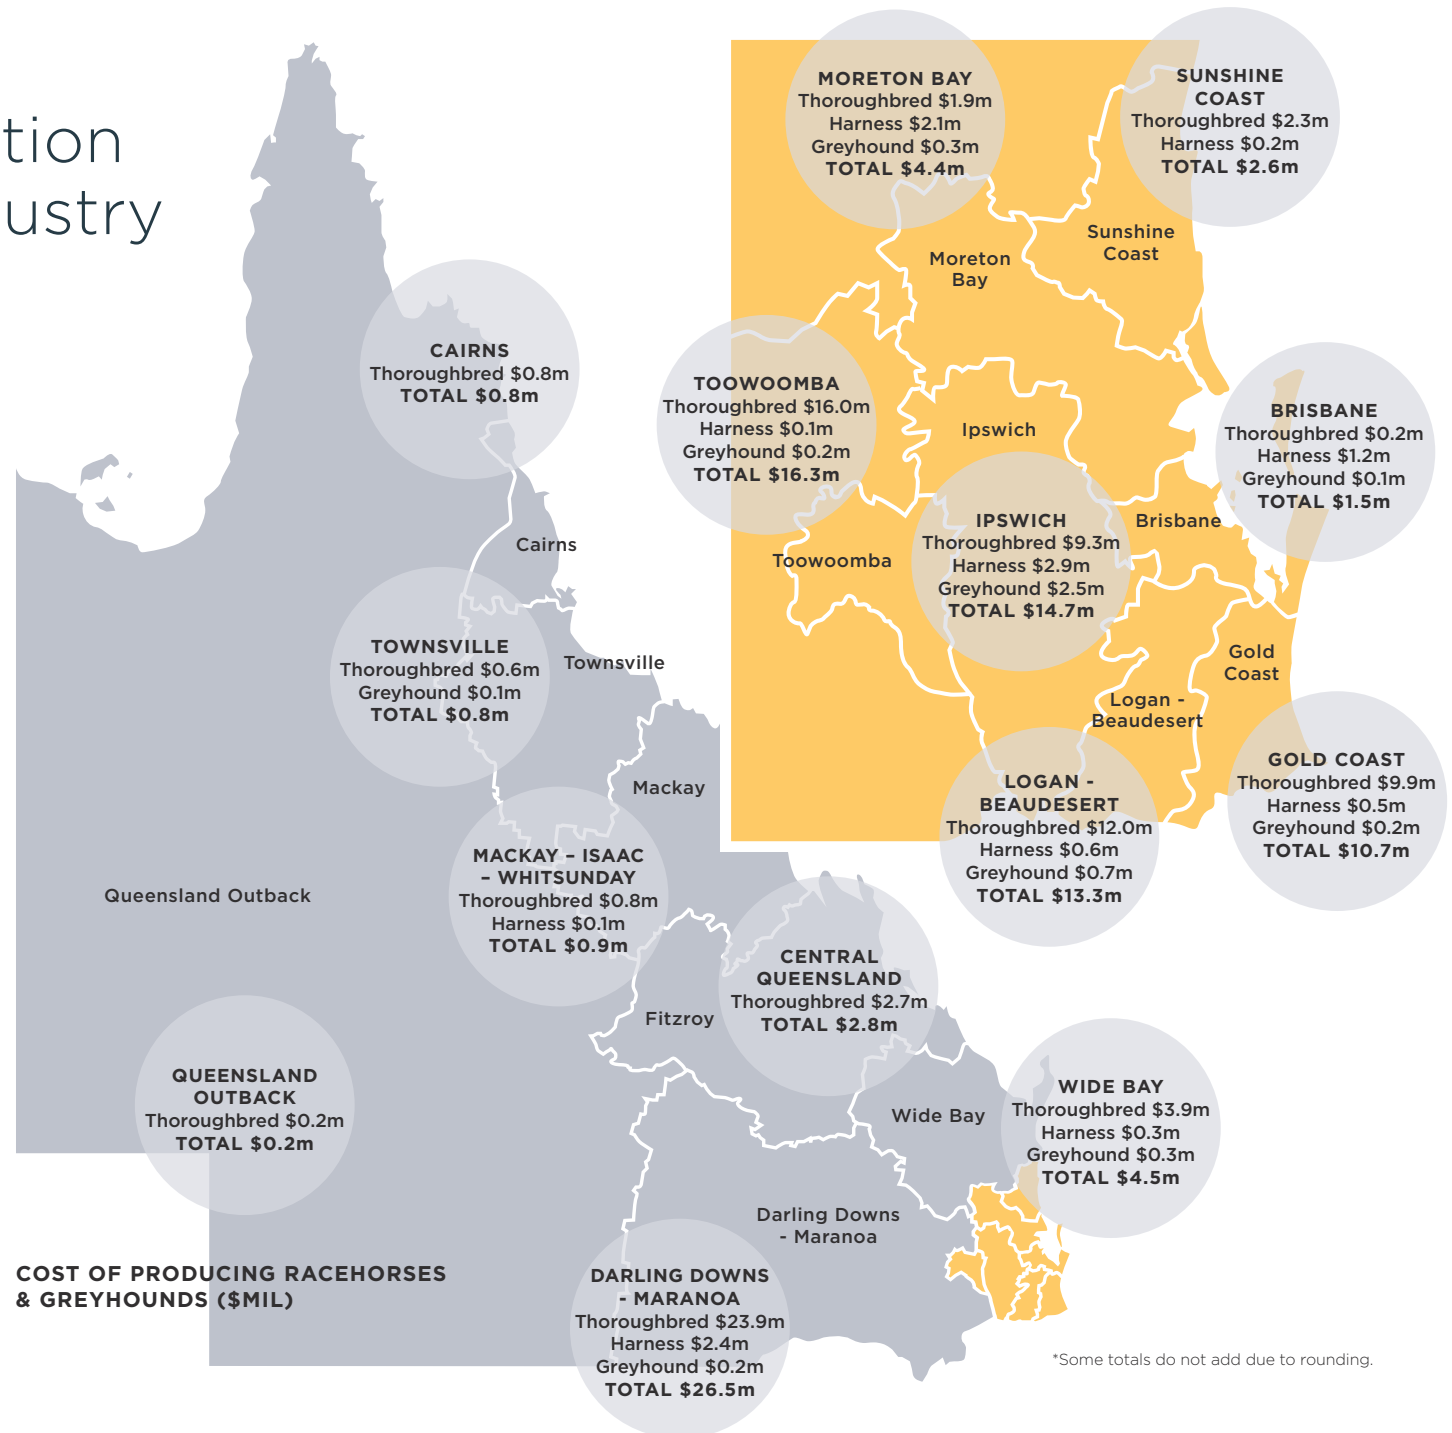 tion
ustry
MORETON BAY
Thoroughbred $1.9m
Harness $2.1m
Greyhound $0.3m
TOTAL $4.4m
SUNSHINE
COAST
Thoroughbred $2.3m
Harness $0.2m
TOTAL $2.6m
Sunshine
Coast
Moreton
Bay
CAIRNS
Thoroughbred $0.8m
TOTAL $0.8m
TOOWOOMBA
Thoroughbred $16.0m
Harness $0.1m
Greyhound $0.2m
TOTAL $16.3m
Ipswich
BRISBANE
Thoroughbred $0.2m
Harness $1.2m
Greyhound $0.1m
TOTAL $1.5m
IPSWICH
Thoroughbred $9.3m
Harness $2.9m
Greyhound $2.5m
TOTAL $14.7m
Brisbane
Cairns
Toowoomba
TOWNSVILLE
Thoroughbred $0.6m
Greyhound $0.1m
TOTAL $0.8m
Townsville
Gold
Coast
Logan -
Beaudesert
Mackay
LOGAN -
BEAUDESERT
Thoroughbred $12.0m
Harness $0.6m
Greyhound $0.7m
TOTAL $13.3m
GOLD COAST
Thoroughbred $9.9m
Harness $0.5m
Greyhound $0.2m
TOTAL $10.7m
MACKAY – ISAAC
– WHITSUNDAY
Thoroughbred $0.8m
Harness $0.1m
TOTAL $0.9m
Queensland Outback
CENTRAL
QUEENSLAND
Thoroughbred $2.7m
TOTAL $2.8m
Fitzroy
QUEENSLAND
OUTBACK
Thoroughbred $0.2m
TOTAL $0.2m
Wide Bay
WIDE BAY
Thoroughbred $3.9m
Harness $0.3m
Greyhound $0.3m
TOTAL $4.5m
Darling Downs
- Maranoa
COST OF PRODUCING RACEHORSES
& GREYHOUNDS ($MIL)
DARLING DOWNS
- MARANOA
Thoroughbred $23.9m
Harness $2.4m
Greyhound $0.2m
TOTAL $26.5m
*Some totals do not add due to rounding.